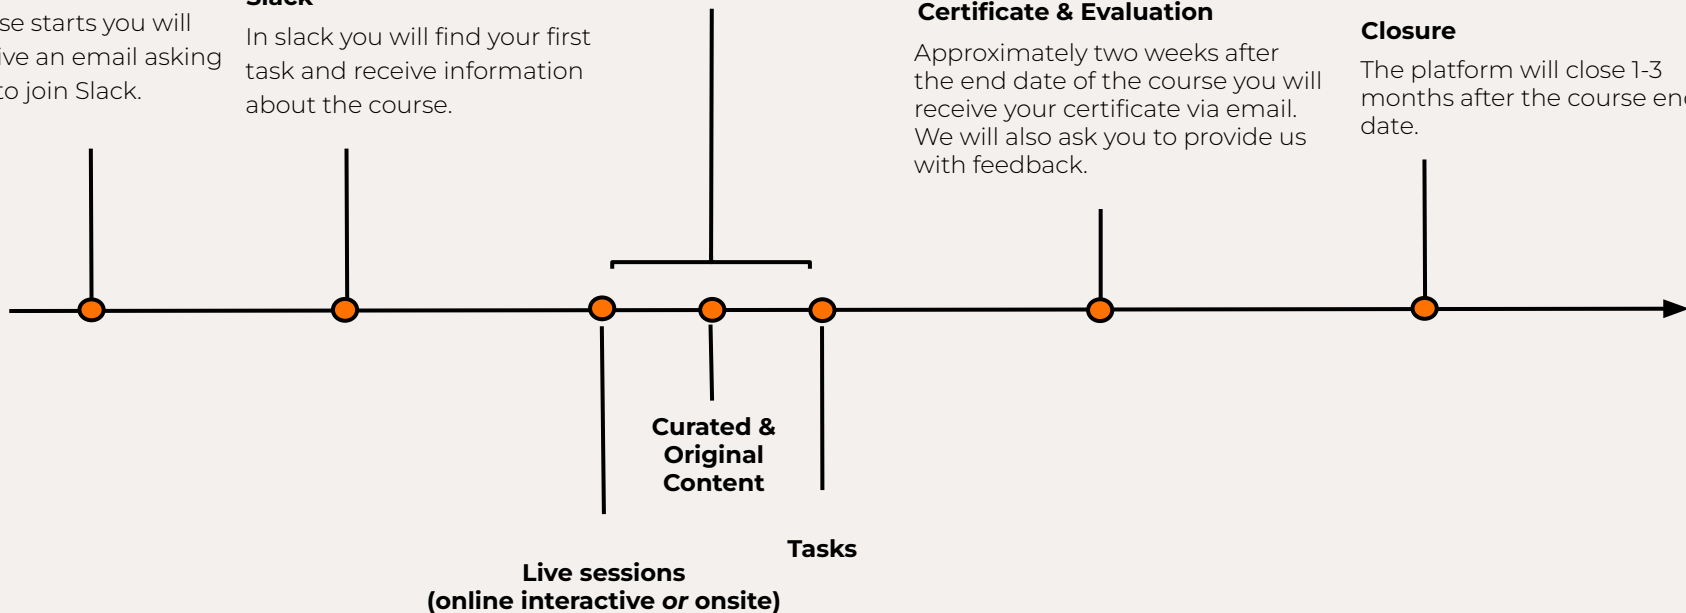 se starts you will
ive an email asking
to join Slack.
Slack
In slack you will find your first
task and receive information
about the course.
Certificate & Evaluation
Approximately two weeks after
the end date of the course you will
receive your certificate via email.
We will also ask you to provide us
with feedback.
Closure
The platform will close 1-3
months after the course end
date.
Curated &
Original
Content
Tasks
Live sessions
(online interactive or onsite)